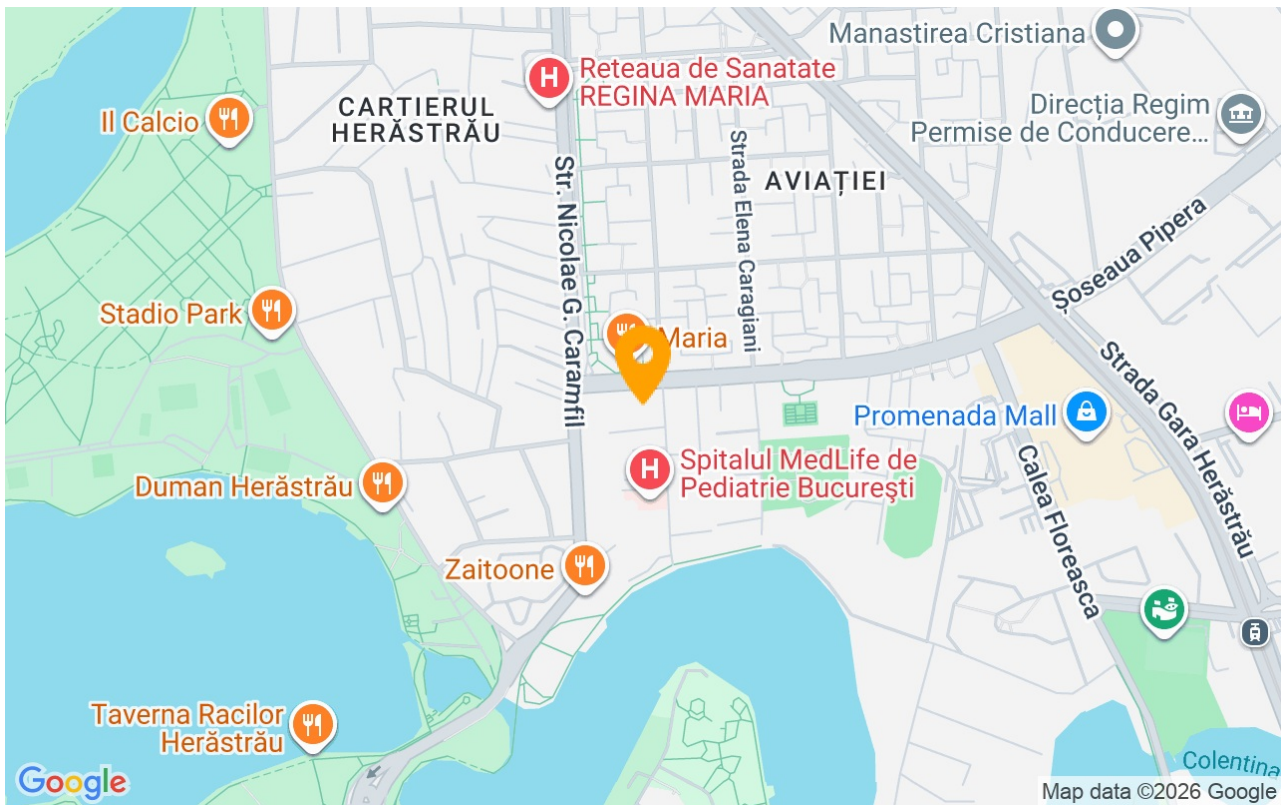 Manastirea Cristiana
Reteaua de Sanatate
REGINA MARIA
CARTIERUL
HERĂSTRĂU
Il Calcio
Direcția Regim
Permise de Conducere...
Strada Elena Caragiani
AVIAȚIEI
Str. Nicolae G. Caramfil
Șoseaua Pipera
Stadio Park
Maria
Strada Gara Herăstrău
Promenada Mall
Spitalul MedLife de
Pediatrie Bucureşti
Calea Floreasca
Duman Herăstrău
Zaitoone
Taverna Racilor
Herăstrău
Colentina
Google
Map data ©2026 Google